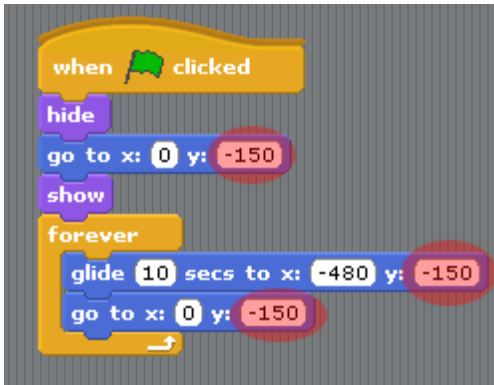 when clicked
hide
go to x: 0 y: -150
show
forever
glide 10 secs to x: -480 y: -150
go to x: 0 y: -150